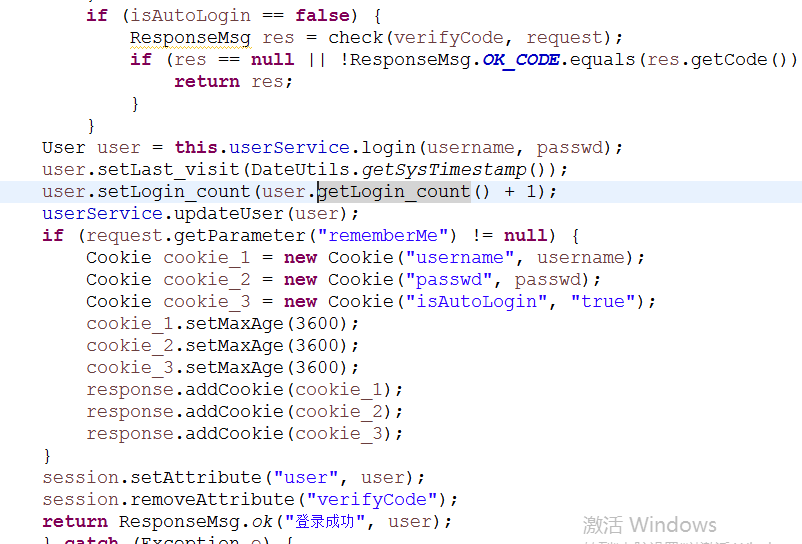 if (isAutoLogin == false) {
ResponseMsg res = check(verifyCode, request);
if (res == null || !ResponseMsg.OK_CODE.equals(res.getCode())
return res;
}
}
User user = this.userService.login(username, passwd);
user.setLast_visit(DateUtils.getSysTimestamp());
user.setLogin_count(user.getLogin_count() + 1);
userService.updateUser(user);
if (request.getParameter("rememberMe") != null) {
Cookie cookie_1 = new Cookie("username", username);
Cookie cookie_2 = new Cookie("passwd", passwd);
Cookie cookie_3 = new Cookie("isAutoLogin", "true");
cookie_1.setMaxAge(3600);
cookie_2.setMaxAge(3600);
cookie_3.setMaxAge(3600);
response.addCookie(cookie_1);
response.addCookie(cookie_2);
response.addCookie(cookie_3);
}
session.setAttribute("user", user);
session.removeAttribute("verifyCode");
return ResponseMsg.ok("登录成功", user);
} catch (Exception e) {
激活 Windows